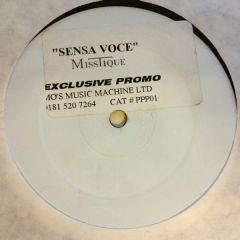 "SENSA VOCE"
MISSTIQUE
EXCLUSIVE PROMO
MO'S MUSIC MACHINE LTD
0181 520 7264 CAT # PPP01